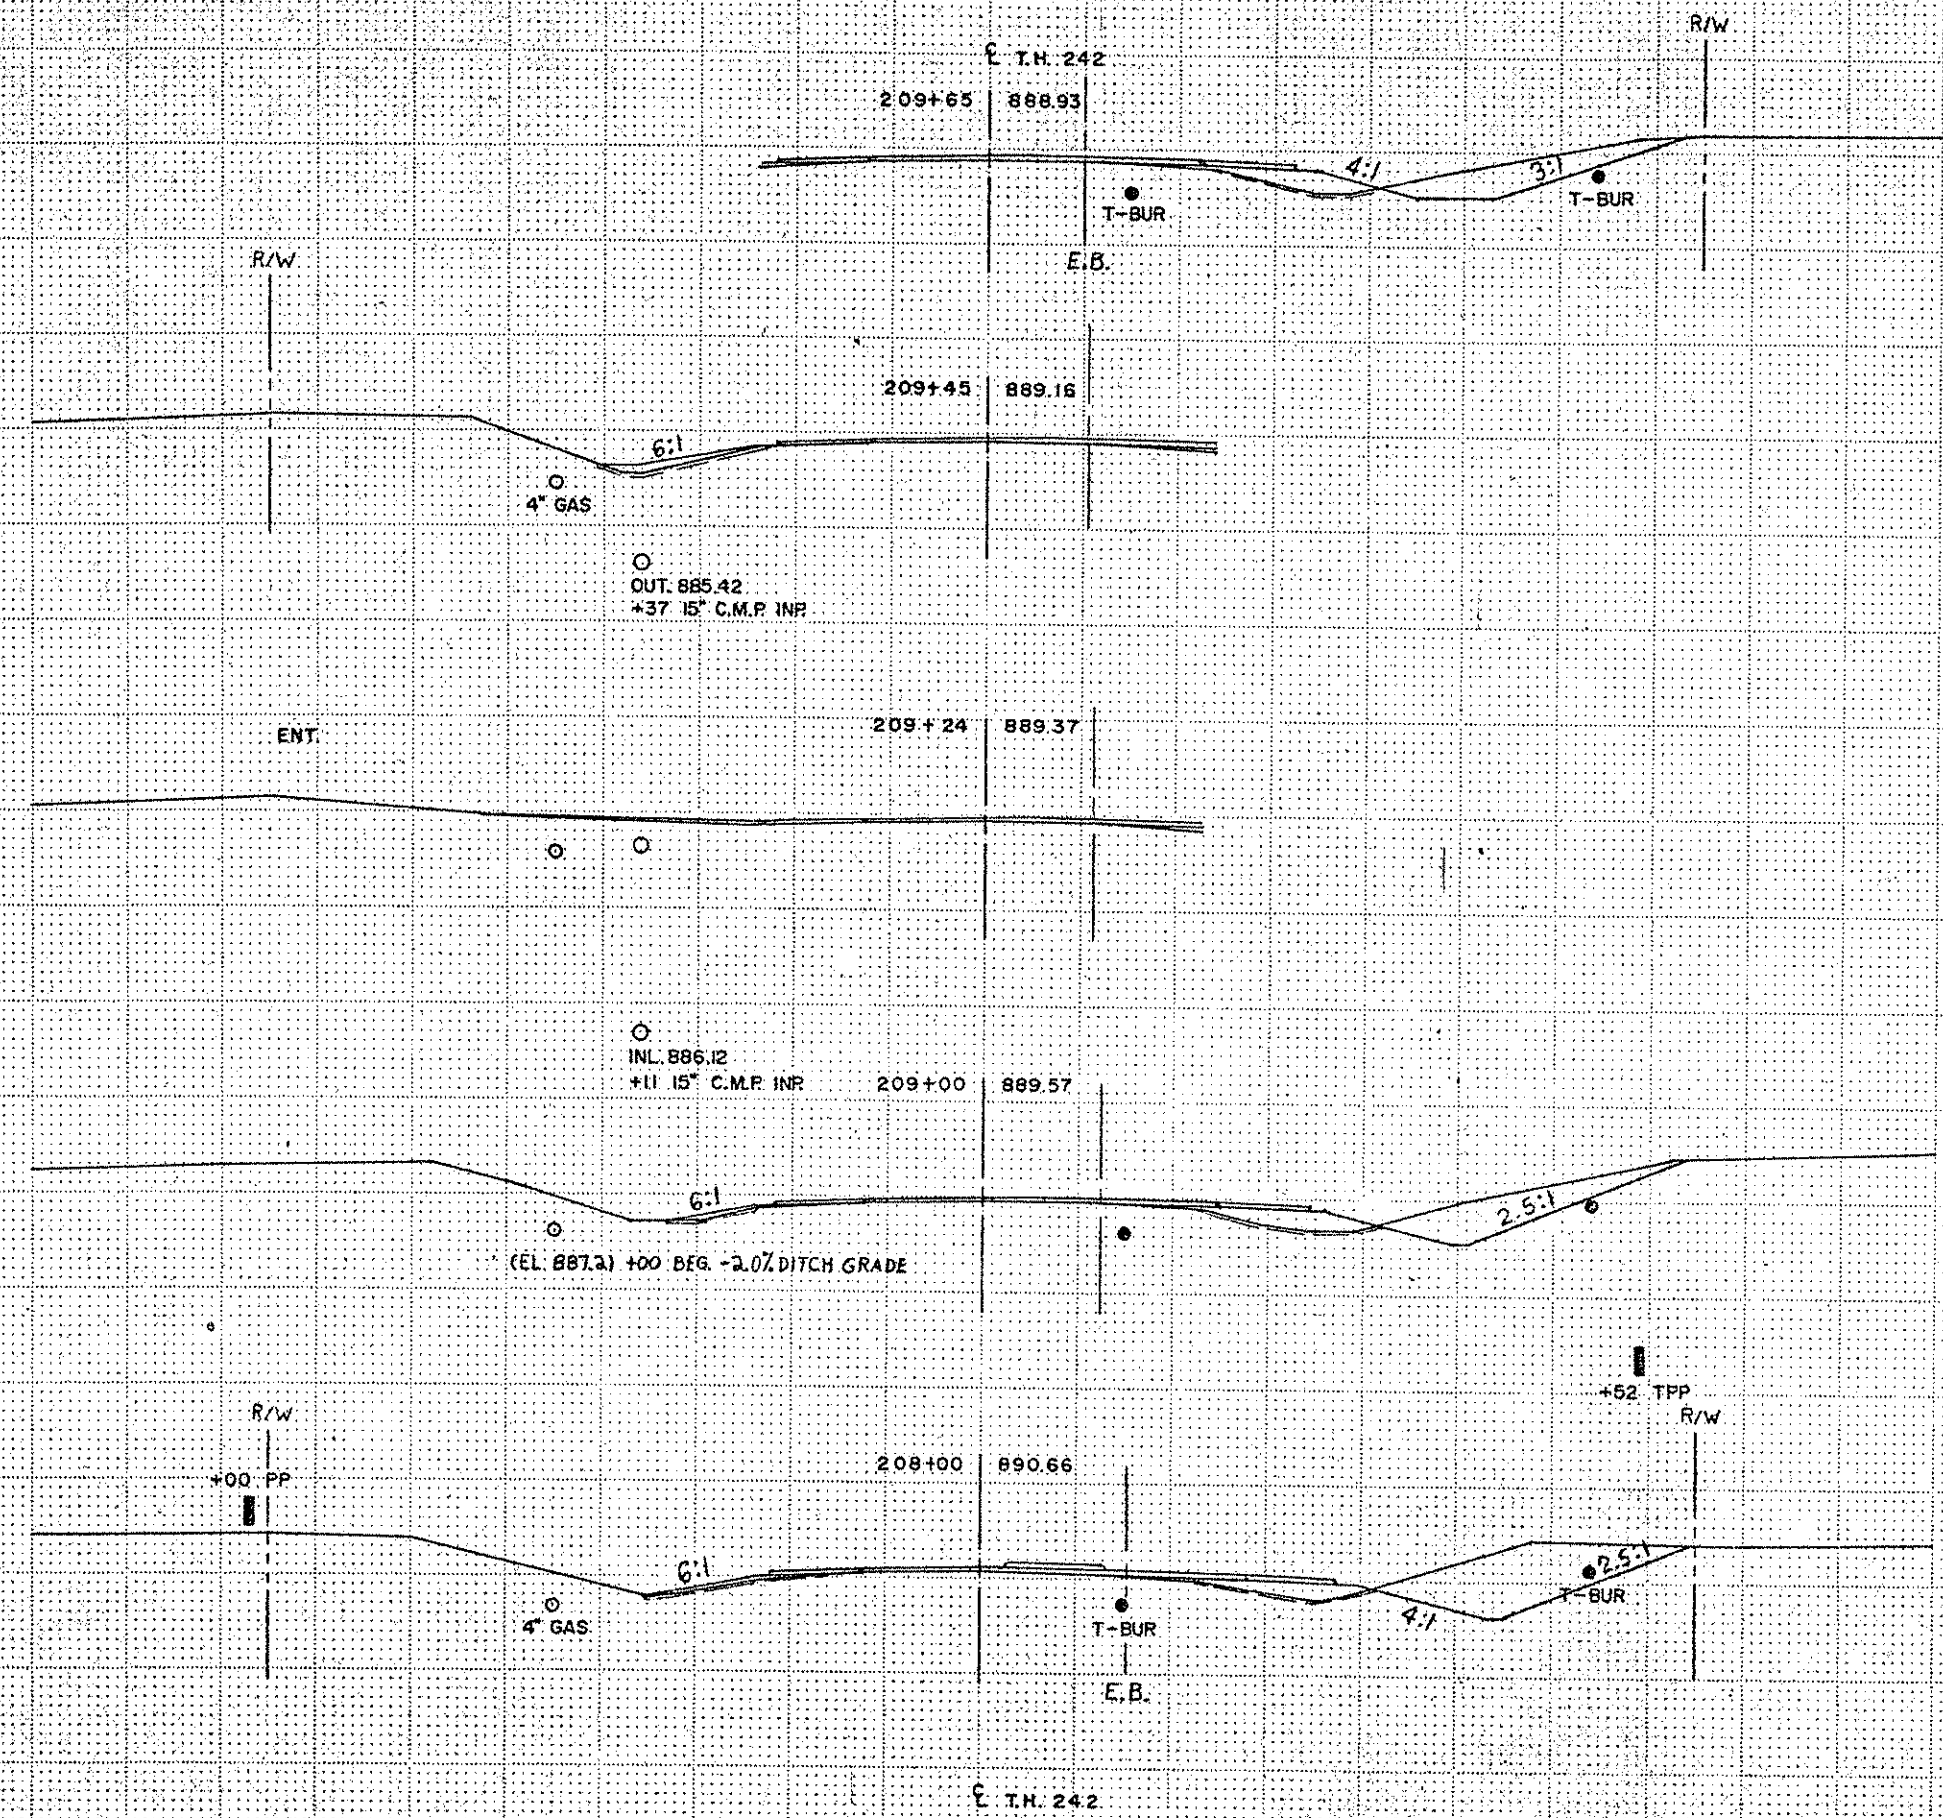 R/W
℄ T.H. 242
209+65 888.93
4:1
3:1
T-BUR
T-BUR
E.B.
R/W
209+45 889.16
6:1
4" GAS
OUT. 885.42
+37 15" C.M.P. INP.
209+24 889.37
ENT.
INL. 886.12
+11 15" C.M.P. INP.
209+00 889.57
6:1
2.5:1
(EL. 887.2) +00 BEG. -2.0% DITCH GRADE
+52 TPP
R/W
R/W
208+00 890.66
+00 PP
6:1
2.5:1
T-BUR
4:1
4" GAS
T-BUR
E.B.
℄ T.H. 242